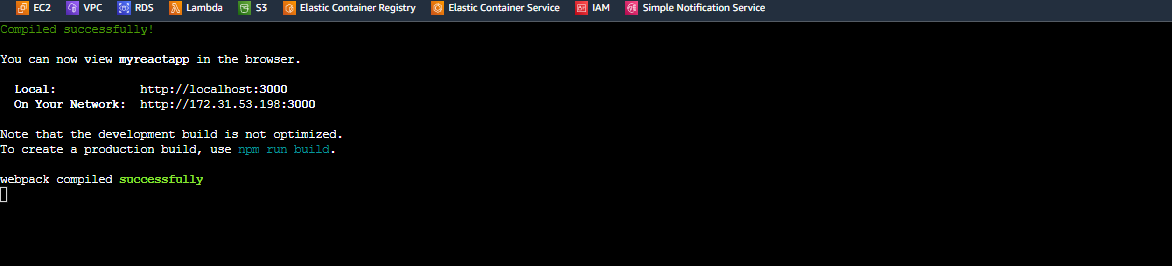 EC2 VPC RDS Lambda S3 Elastic Container Registry Elastic Container Service IAM Simple Notification Service
Compiled successfully!
You can now view myreactapp in the browser.
Local: http://localhost:3000
On Your Network: http://172.31.53.198:3000
Note that the development build is not optimized.
To create a production build, use npm run build.
webpack compiled successfully